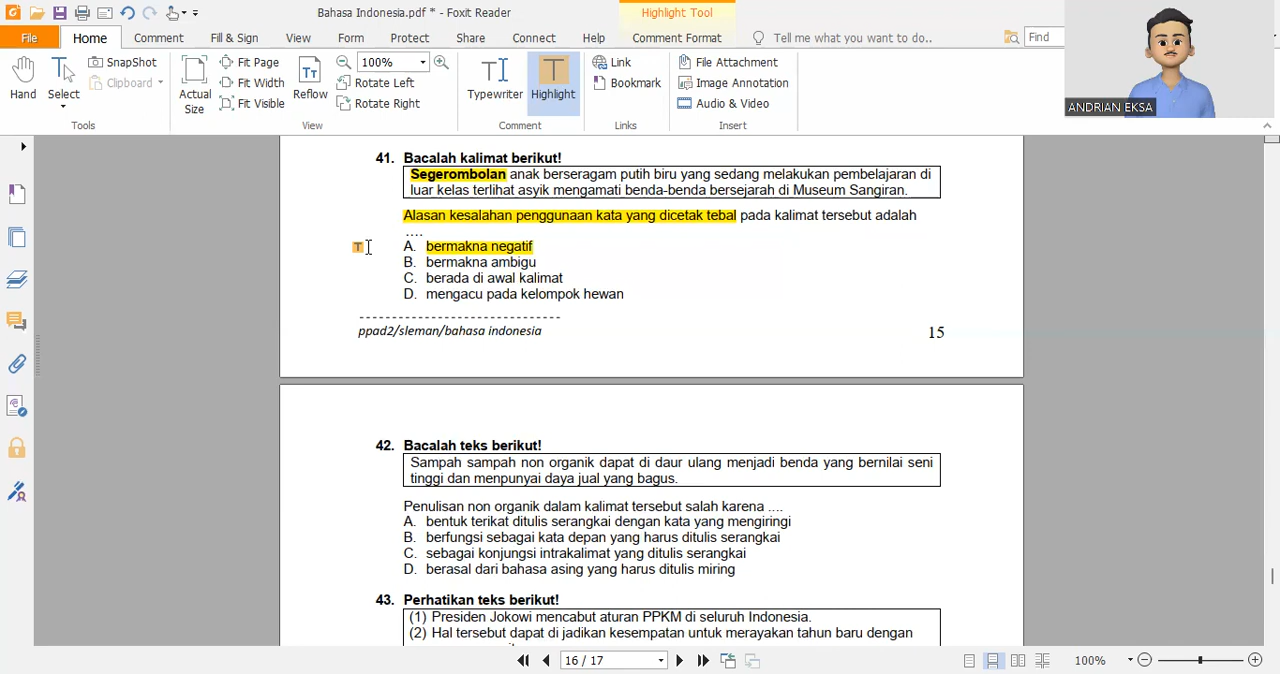 Bahasa Indonesia.pdf * - Foxit Reader
Highlight Tool
File
Home
Comment
Fill & Sign
View
Form
Protect
Share
Connect
Help
Comment Format
Tell me what you want to do..
Find
Hand
Select
SnapShot
Clipboard
Actual Size
Fit Page
Fit Width
Fit Visible
Reflow
100%
Rotate Left
Rotate Right
Typewriter
Highlight
Link
Bookmark
File Attachment
Image Annotation
Audio & Video
Tools
View
Comment
Links
Insert
ANDRIAN EKSA
41. Bacalah kalimat berikut!
Segerombolan anak berseragam putih biru yang sedang melakukan pembelajaran di
luar kelas terlihat asyik mengamati benda-benda bersejarah di Museum Sangiran.
Alasan kesalahan penggunaan kata yang dicetak tebal pada kalimat tersebut adalah
....
A. bermakna negatif
B. bermakna ambigu
C. berada di awal kalimat
D. mengacu pada kelompok hewan
------------------------------
ppad2/sleman/bahasa indonesia
15
42. Bacalah teks berikut!
Sampah sampah non organik dapat di daur ulang menjadi benda yang bernilai seni
tinggi dan menpunyai daya jual yang bagus.
Penulisan non organik dalam kalimat tersebut salah karena ....
A. bentuk terikat ditulis serangkai dengan kata yang mengiringi
B. berfungsi sebagai kata depan yang harus ditulis serangkai
C. sebagai konjungsi intrakalimat yang ditulis serangkai
D. berasal dari bahasa asing yang harus ditulis miring
43. Perhatikan teks berikut!
(1) Presiden Jokowi mencabut aturan PPKM di seluruh Indonesia.
(2) Hal tersebut dapat di jadikan kesempatan untuk merayakan tahun baru dengan
16 / 17
100%